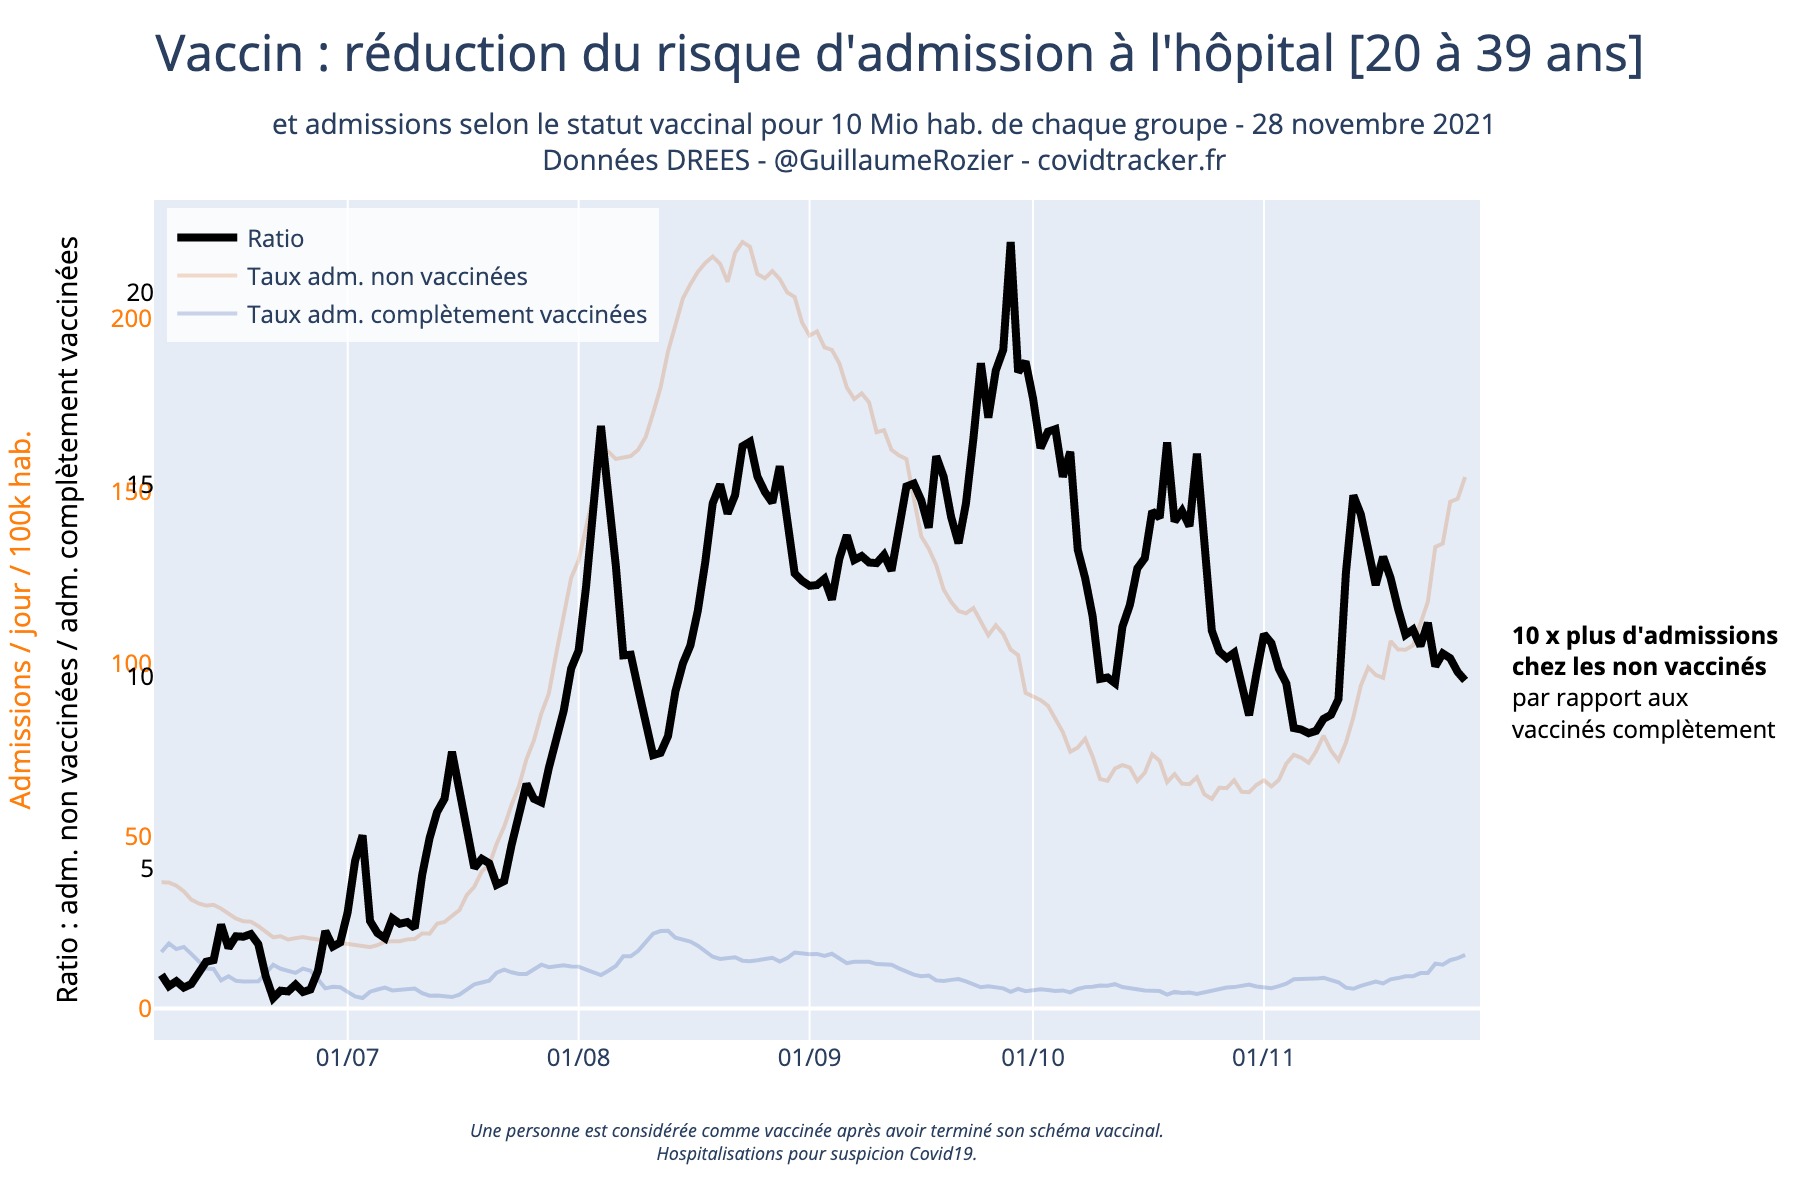 Vaccin : réduction du risque d'admission à l'hôpital [20 à 39 ans]
et admissions selon le statut vaccinal pour 10 Mio hab. de chaque groupe - 28 novembre 2021
Données DREES - @GuillaumeRozier - covidtracker.fr
Admissions / jour / 100k hab.
Ratio : adm. non vaccinées / adm. complètement vaccinées
Ratio
Taux adm. non vaccinées
Taux adm. complètement vaccinées
20
200
15
150
100
10
50
5
0
01/07
01/08
01/09
01/10
01/11
10 x plus d'admissions
chez les non vaccinés
par rapport aux
vaccinés complètement
Une personne est considérée comme vaccinée après avoir terminé son schéma vaccinal.
Hospitalisations pour suspicion Covid19.